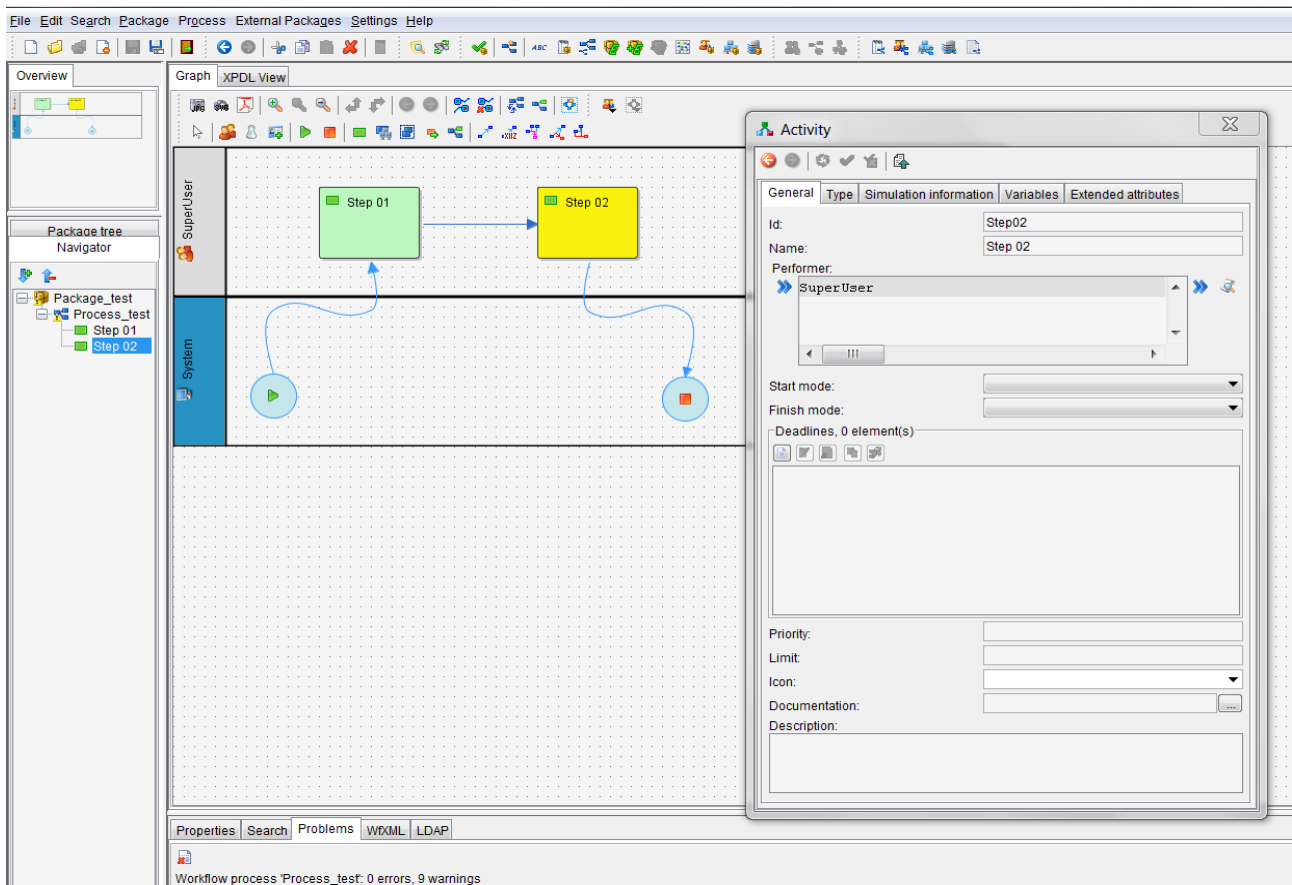 File Edit Search Package Process External Packages Settings Help
ABC
Overview
Graph XPDL View
JPG
XYZ
Package tree
Navigator
Package_test
Process_test
Step 01
Step 02
SuperUser
Step 01
Step 02
System
Activity
General Type Simulation information Variables Extended attributes
Id: Step02
Name: Step 02
Performer:
SuperUser
Start mode:
Finish mode:
Deadlines, 0 element(s)
Priority:
Limit:
Icon:
Documentation: ...
Description:
Properties Search Problems WfXML LDAP
Workflow process 'Process_test': 0 errors, 9 warnings